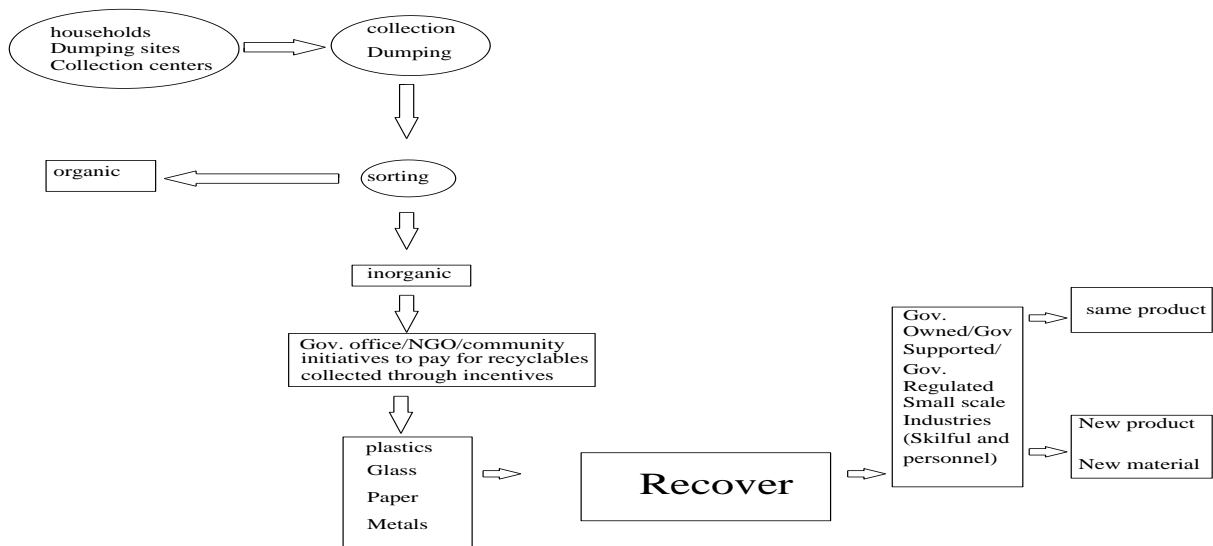 households
Dumping sites
Collection centers
collection
Dumping
organic
sorting
inorganic
Gov. office/NGO/community
initiatives to pay for recyclables
collected through incentives
plastics
Glass
Paper
Metals
Recover
Gov.
Owned/Gov
Supported/
Gov.
Regulated
Small scale
Industries
(Skilful and
personnel)
same product
New product
New material